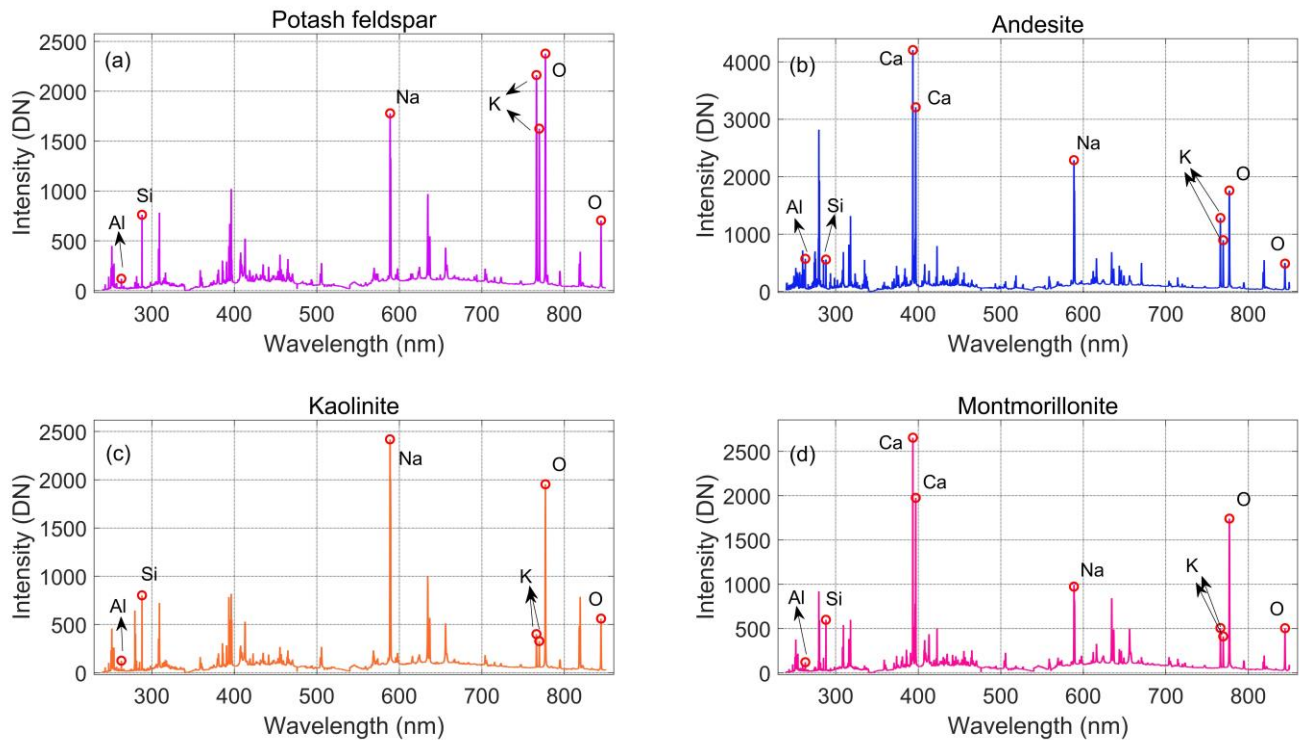 Potash feldspar
(a)
Intensity (DN)
2500
2000
1500
1000
500
0
Al
Si
Na
K
O
O
300 400 500 600 700 800
Wavelength (nm)
Andesite
(b)
Intensity (DN)
4000
3000
2000
1000
0
Ca
Ca
Al
Si
Na
K
O
O
300 400 500 600 700 800
Wavelength (nm)
Kaolinite
(c)
Intensity (DN)
2500
2000
1500
1000
500
0
Al
Si
Na
K
O
O
300 400 500 600 700 800
Wavelength (nm)
Montmorillonite
(d)
Intensity (DN)
2500
2000
1500
1000
500
0
Ca
Ca
Al
Si
Na
K
O
O
300 400 500 600 700 800
Wavelength (nm)